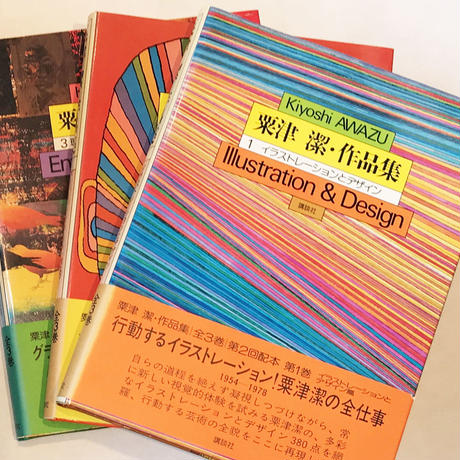 Kiyoshi AWAZU
粟津 潔・作品集
1 イラストレーションとデザイン
Illustration & Design
講談社
粟津 潔・作品集 全3巻 第2回配本 第1巻 イラストレーションとデザイン篇
行動するイラストレーション!粟津潔の全仕事
1954—1978
自らの道程を絶えず凝視しつづけながら、常
に新しい視覚的体験を試みる粟津潔の、多彩
なイラストレーションとデザイン380点を網
羅、行動する芸術の全貌をここに再現!
講談社
全3巻
粟
3
En
全3巻
粟津
グラ